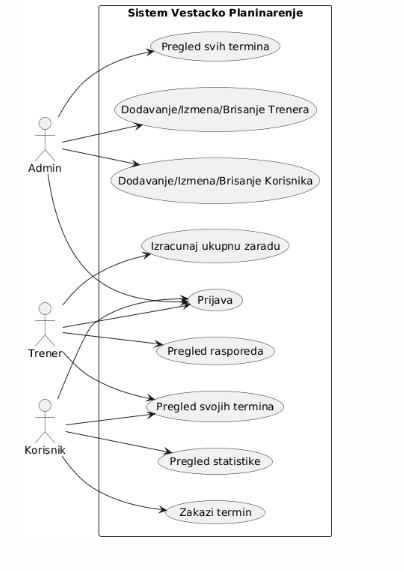 Sistem Vestacko Planinarenje
Pregled svih termina
Dodavanje/Izmena/Brisanje Trenera
Admin
Dodavanje/Izmena/Brisanje Korisnika
Izracunaj ukupnu zaradu
Prijava
Trener
Pregled rasporeda
Pregled svojih termina
Korisnik
Pregled statistike
Zakazi termin